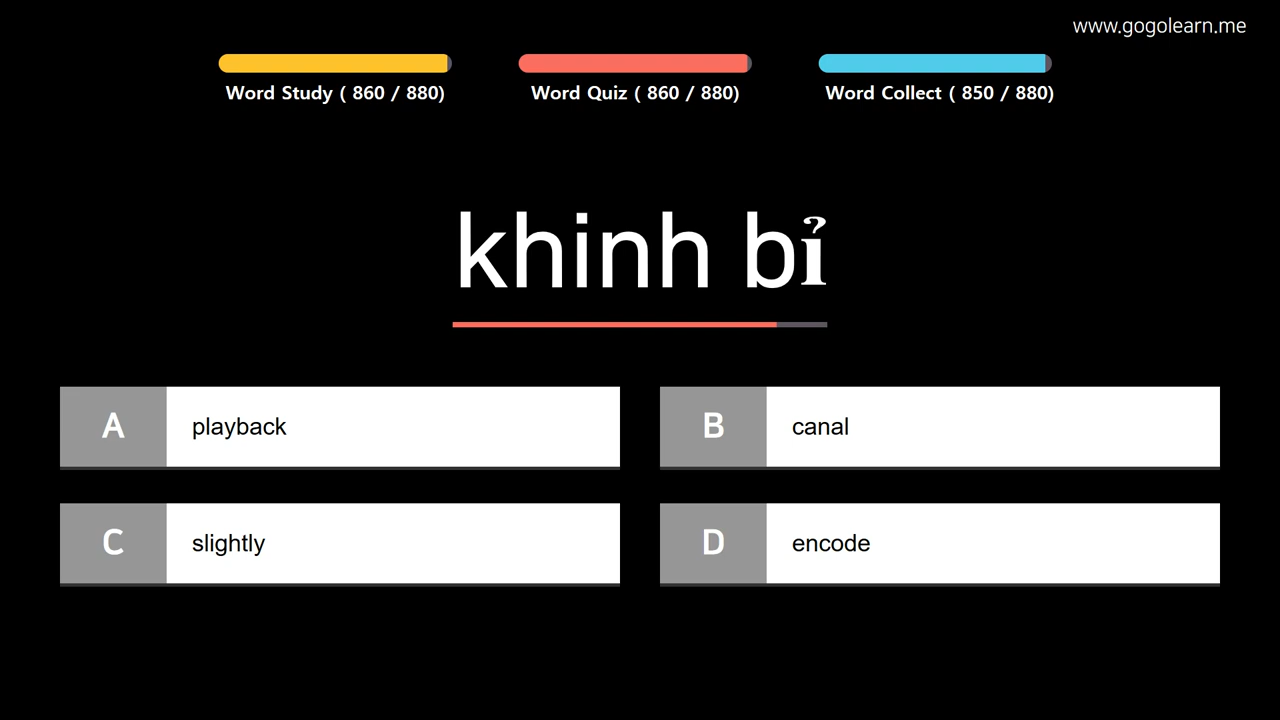 www.gogolearn.me
Word Study ( 860 / 880)
Word Quiz ( 860 / 880)
Word Collect ( 850 / 880)
khinh bỉ
A playback
B canal
C slightly
D encode